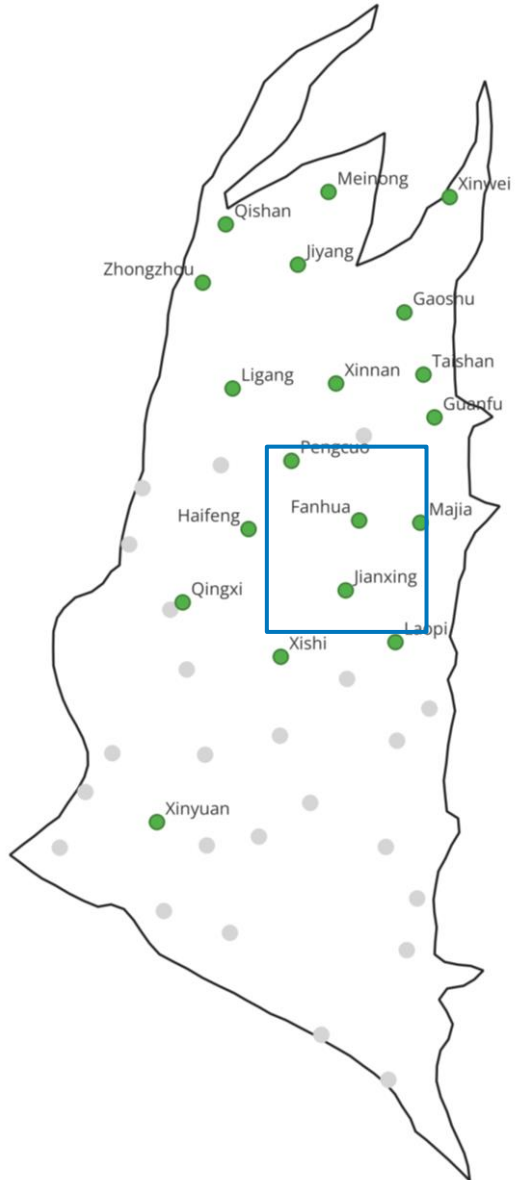 Meinong
Xinwei
Qishan
Jiyang
Zhongzhou
Gaoshu
Taishan
Xinnan
Ligang
Guanfu
Pengcuo
Fanhua
Majia
Haifeng
Jianxing
Qingxi
Laopi
Xishi
Xinyuan